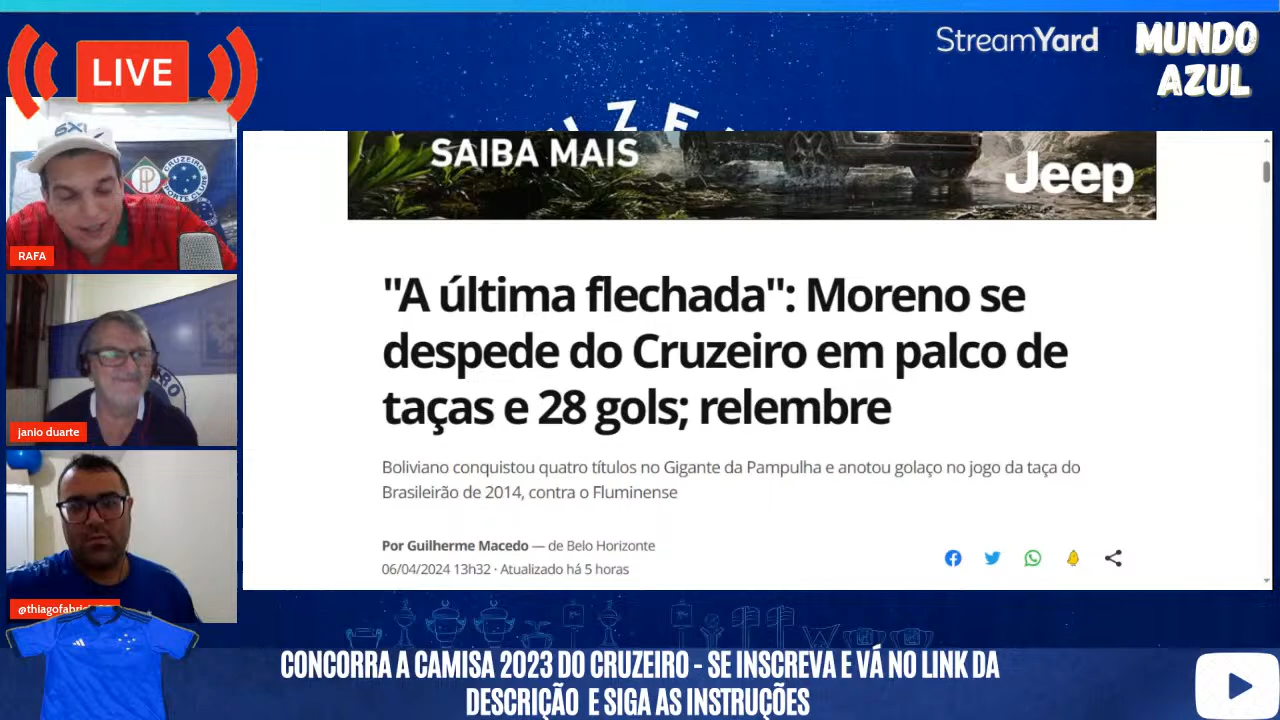 LIVE
StreamYard
MUNDO
AZUL
UZE
SAIBA MAIS
Jeep
RAFA
janio duarte
"A última flechada": Moreno se
despede do Cruzeiro em palco de
taças e 28 gols; relembre
Boliviano conquistou quatro títulos no Gigante da Pampulha e anotou golaço no jogo da taça do
Brasileirão de 2014, contra o Fluminense
Por Guilherme Macedo — de Belo Horizonte
06/04/2024 13h32 · Atualizado há 5 horas
CONCORRA A CAMISA 2023 DO CRUZEIRO - SE INSCREVA E VÁ NO LINK DA
DESCRIÇÃO E SIGA AS INSTRUÇÕES